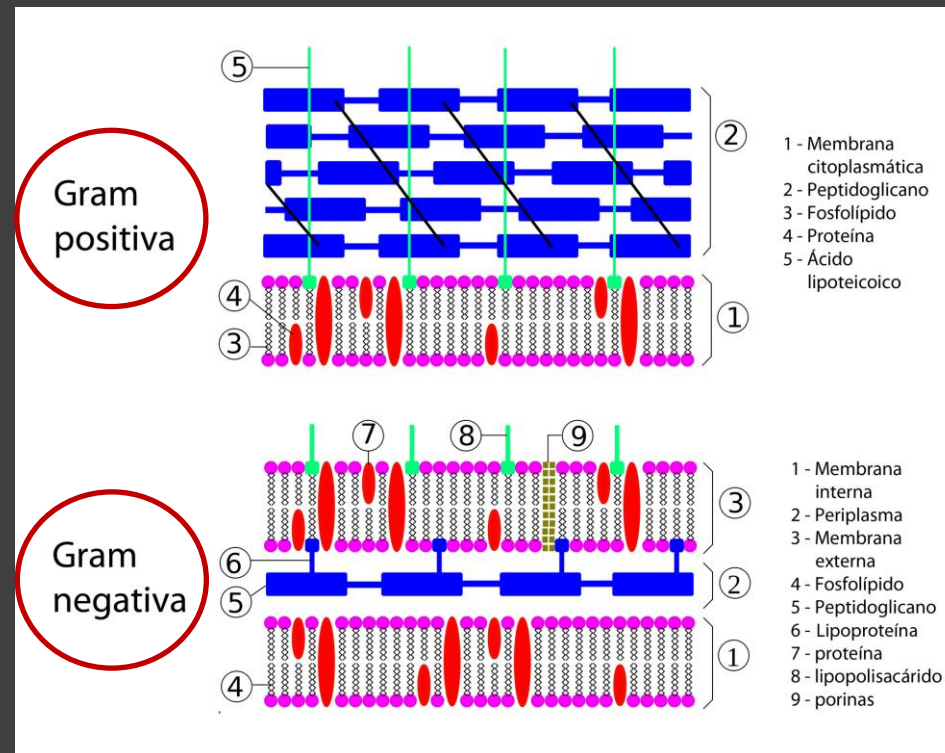 Gram
positiva
5
2
4
3
1
1 - Membrana
citoplasmática
2 - Peptidoglicano
3 - Fosfolípido
4 - Proteína
5 - Ácido
lipoteicoico
Gram
negativa
7
8
9
3
6
5
2
4
1
1 - Membrana
interna
2 - Periplasma
3 - Membrana
externa
4 - Fosfolípido
5 - Peptidoglicano
6 - Lipoproteína
7 - proteína
8 - lipopolisacárido
9 - porinas